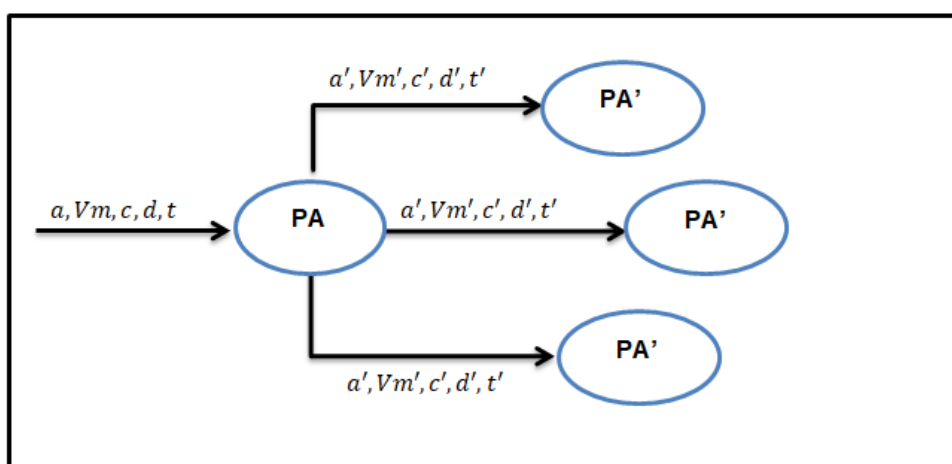 a′,Vm′,c′,d′,t′
PA’
a,Vm,c,d,t
PA
a′,Vm′,c′,d′,t′
PA’
PA’
a′,Vm′,c′,d′,t′